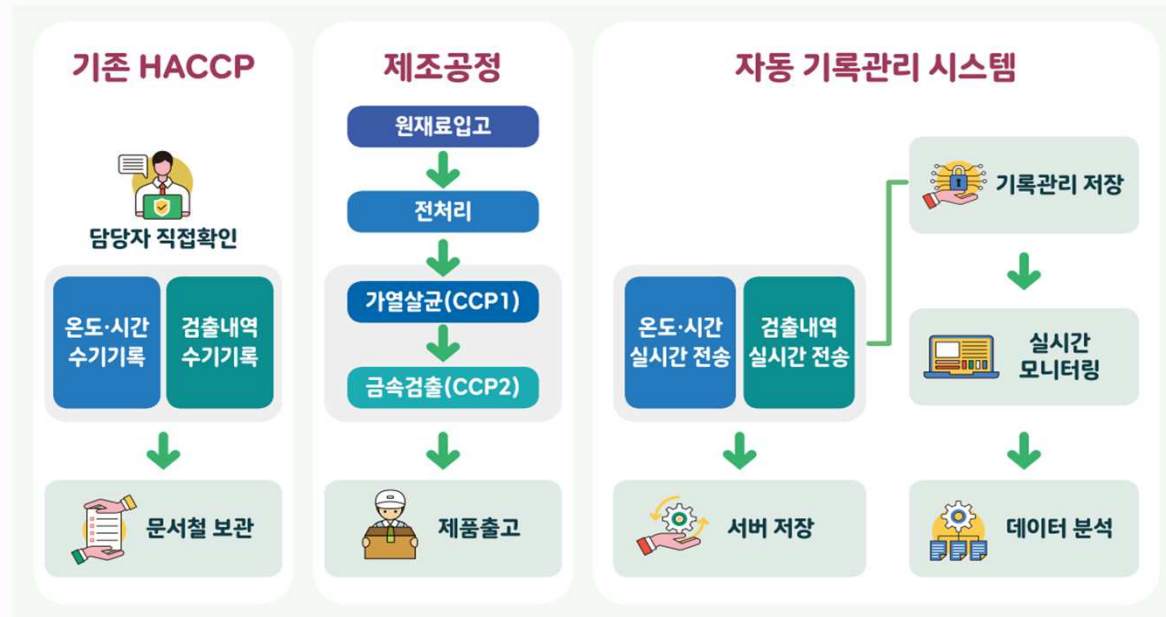 기존 HACCP
담당자 직접확인
온도·시간
수기기록
검출내역
수기기록
문서철 보관
제조공정
원재료입고
전처리
가열살균(CCP1)
금속검출(CCP2)
제품출고
자동 기록관리 시스템
온도·시간
실시간 전송
검출내역
실시간 전송
서버 저장
기록관리 저장
실시간
모니터링
데이터 분석